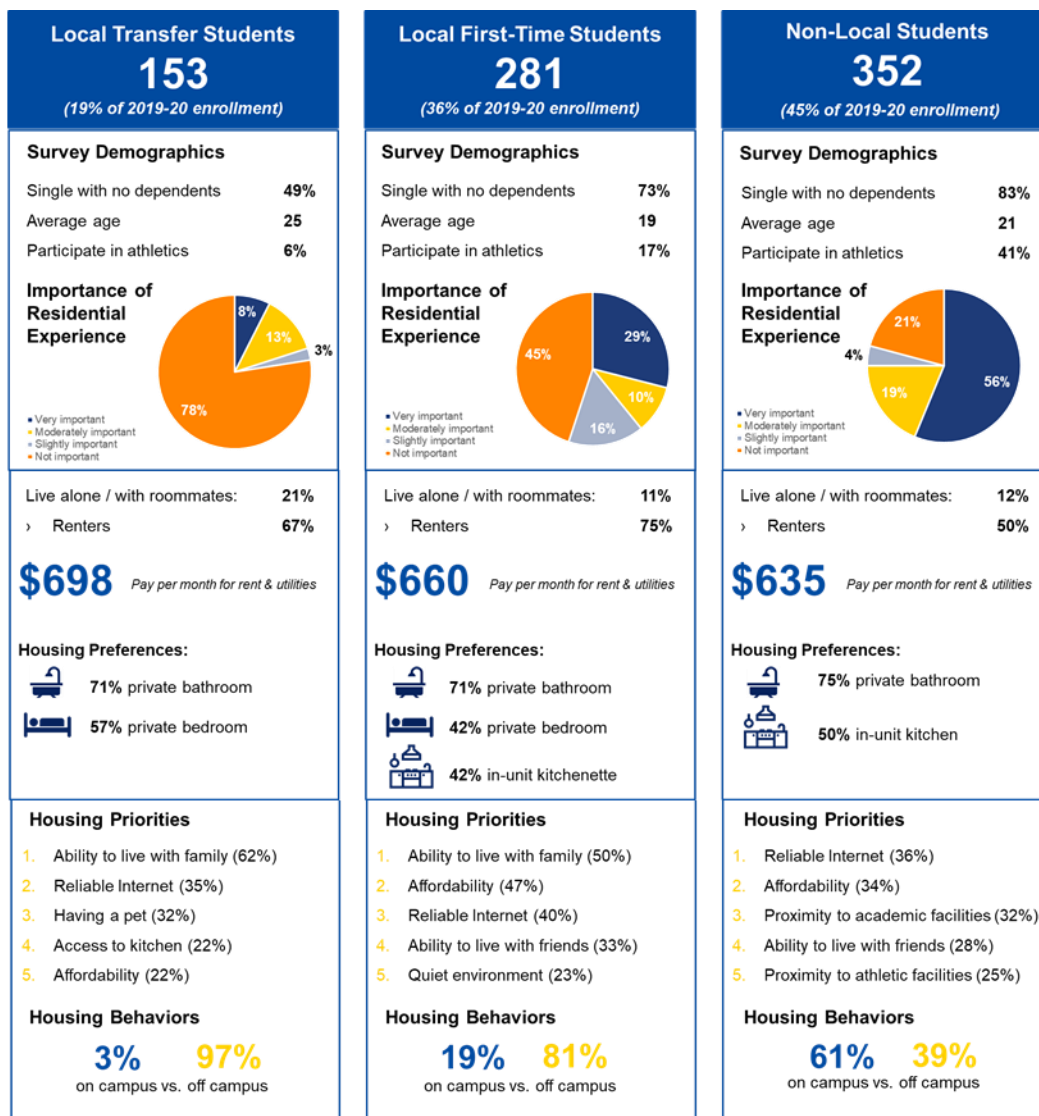 Local Transfer Students
153
(19% of 2019-20 enrollment)
Survey Demographics
Single with no dependents 49%
Average age 25
Participate in athletics 6%
Importance of
Residential
Experience
8%
13%
3%
78%
Very important
Moderately important
Slightly important
Not important
Live alone / with roommates: 21%
› Renters 67%
$698 Pay per month for rent & utilities
Housing Preferences:
71% private bathroom
57% private bedroom
Housing Priorities
1. Ability to live with family (62%)
2. Reliable Internet (35%)
3. Having a pet (32%)
4. Access to kitchen (22%)
5. Affordability (22%)
Housing Behaviors
3% 97%
on campus vs. off campus
Local First-Time Students
281
(36% of 2019-20 enrollment)
Survey Demographics
Single with no dependents 73%
Average age 19
Participate in athletics 17%
Importance of
Residential
Experience
29%
10%
16%
45%
Very important
Moderately important
Slightly important
Not important
Live alone / with roommates: 11%
› Renters 75%
$660 Pay per month for rent & utilities
Housing Preferences:
71% private bathroom
42% private bedroom
42% in-unit kitchenette
Housing Priorities
1. Ability to live with family (50%)
2. Affordability (47%)
3. Reliable Internet (40%)
4. Ability to live with friends (33%)
5. Quiet environment (23%)
Housing Behaviors
19% 81%
on campus vs. off campus
Non-Local Students
352
(45% of 2019-20 enrollment)
Survey Demographics
Single with no dependents 83%
Average age 21
Participate in athletics 41%
Importance of
Residential
Experience
21%
4%
19%
56%
Very important
Moderately important
Slightly important
Not important
Live alone / with roommates: 12%
› Renters 50%
$635 Pay per month for rent & utilities
Housing Preferences:
75% private bathroom
50% in-unit kitchen
Housing Priorities
1. Reliable Internet (36%)
2. Affordability (34%)
3. Proximity to academic facilities (32%)
4. Ability to live with friends (28%)
5. Proximity to athletic facilities (25%)
Housing Behaviors
61% 39%
on campus vs. off campus